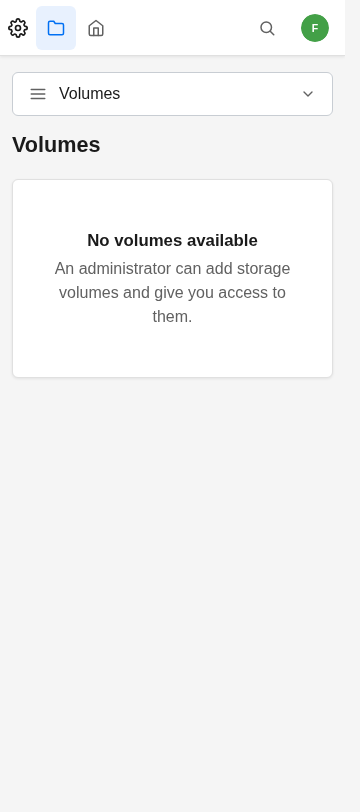 F
Volumes
Volumes
No volumes available
An administrator can add storage
volumes and give you access to
them.